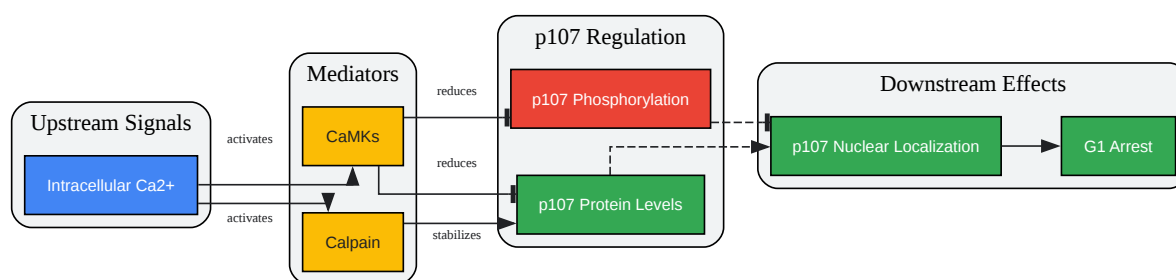 Upstream Signals
Intracellular Ca2+
activates
activates
Mediators
CaMKs
Calpain
reduces
reduces
stabilizes
p107 Regulation
p107 Phosphorylation
p107 Protein Levels
Downstream Effects
p107 Nuclear Localization
G1 Arrest